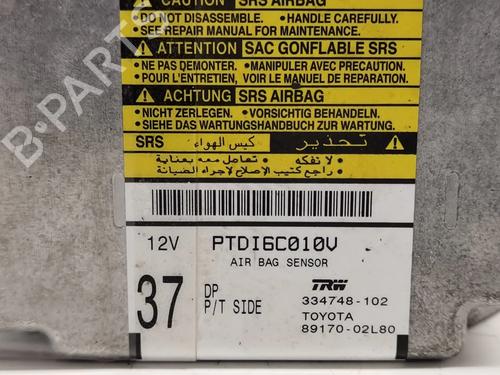 CAUTION SRS AIRBAG
•DO NOT DISASSEMBLE. •HANDLE CAREFULLY.
•SEE REPAIR MANUAL FOR MAINTENANCE.
ATTENTION SAC GONFLABLE SRS
•NE PAS DEMONTER. •MANIPULER AVEC PRECAUTION.
•POUR L'ENTRETIEN, VOIR LE MANUEL DE REPARATION.
ACHTUNG SRS AIRBAG
•NICHT ZERLEGEN. •VORSICHTIG BEHANDELN.
•SIEHE DAS WARTUNGSHANDBUCH ZUR WARTUNG.
SRS كيس الهواء تحذير
•لا تفكه •تعامل معه بعناية
•راجع كتيب الإصلاح لاجراء الصيانة
12V PTDI6C010V
AIR BAG SENSOR
37 DP
P/T SIDE
TRW
334748-102
TOYOTA
89170-02L80
B-PARTS